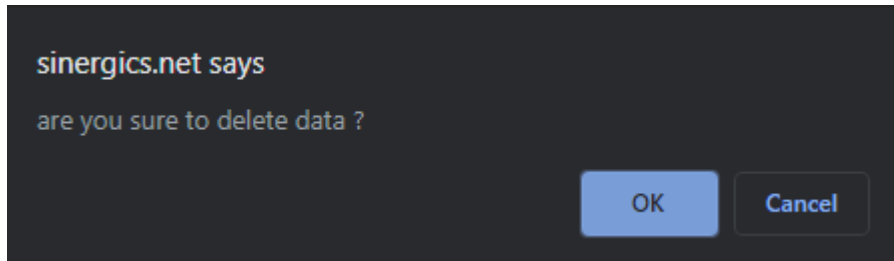 sinergics.net says
are you sure to delete data ?
OK Cancel